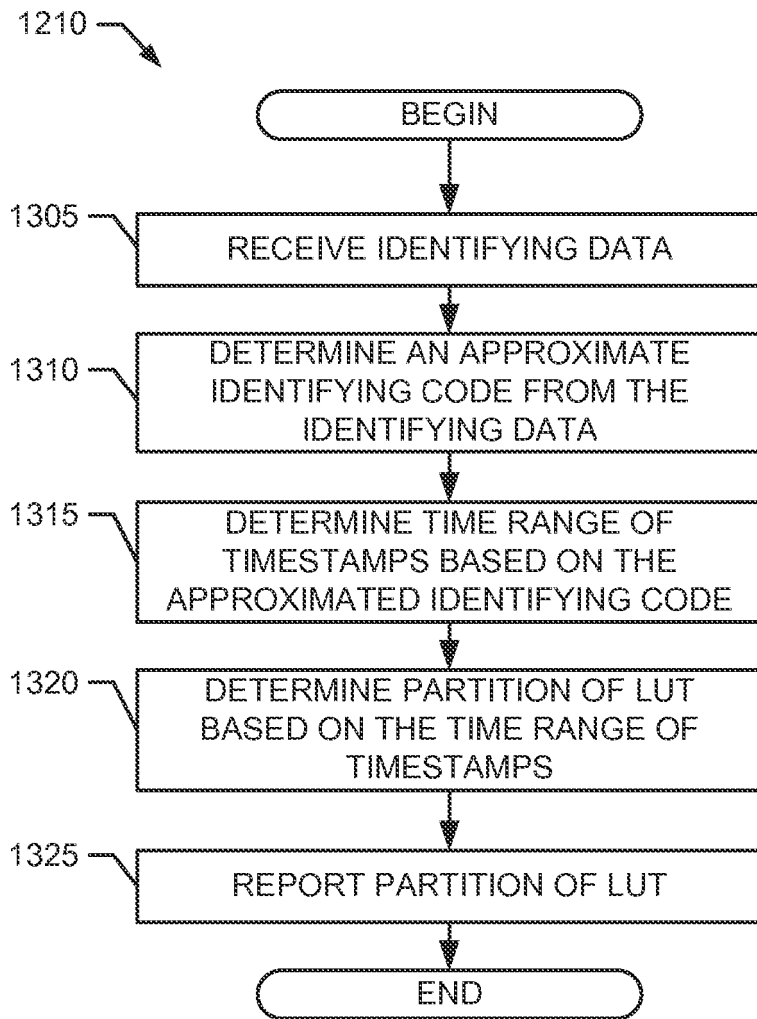 1210
BEGIN
1305
RECEIVE IDENTIFYING DATA
1310
DETERMINE AN APPROXIMATE
IDENTIFYING CODE FROM THE
IDENTIFYING DATA
1315
DETERMINE TIME RANGE OF
TIMESTAMPS BASED ON THE
APPROXIMATED IDENTIFYING CODE
1320
DETERMINE PARTITION OF LUT
BASED ON THE TIME RANGE OF
TIMESTAMPS
1325
REPORT PARTITION OF LUT
END